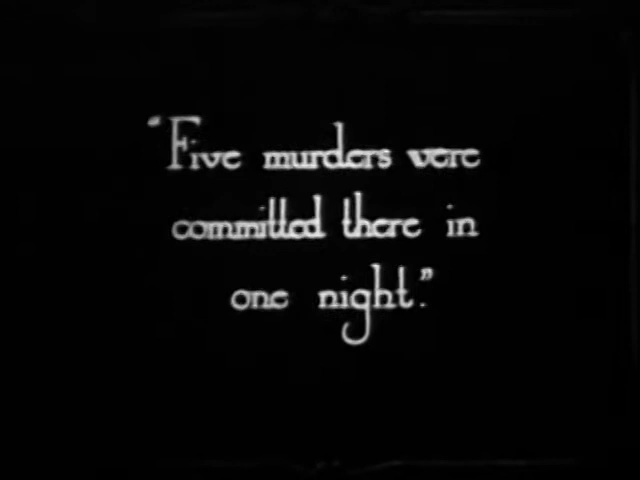 "Five murders were
committed there in
one night."